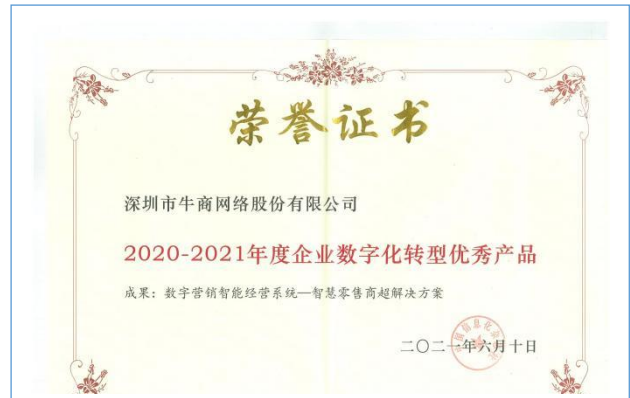 荣誉证书
深圳市牛商网络股份有限公司
2020-2021年度企业数字化转型优秀产品
成果：数字营销智能经营系统—智慧零售商超解决方案
二〇二一年六月十日